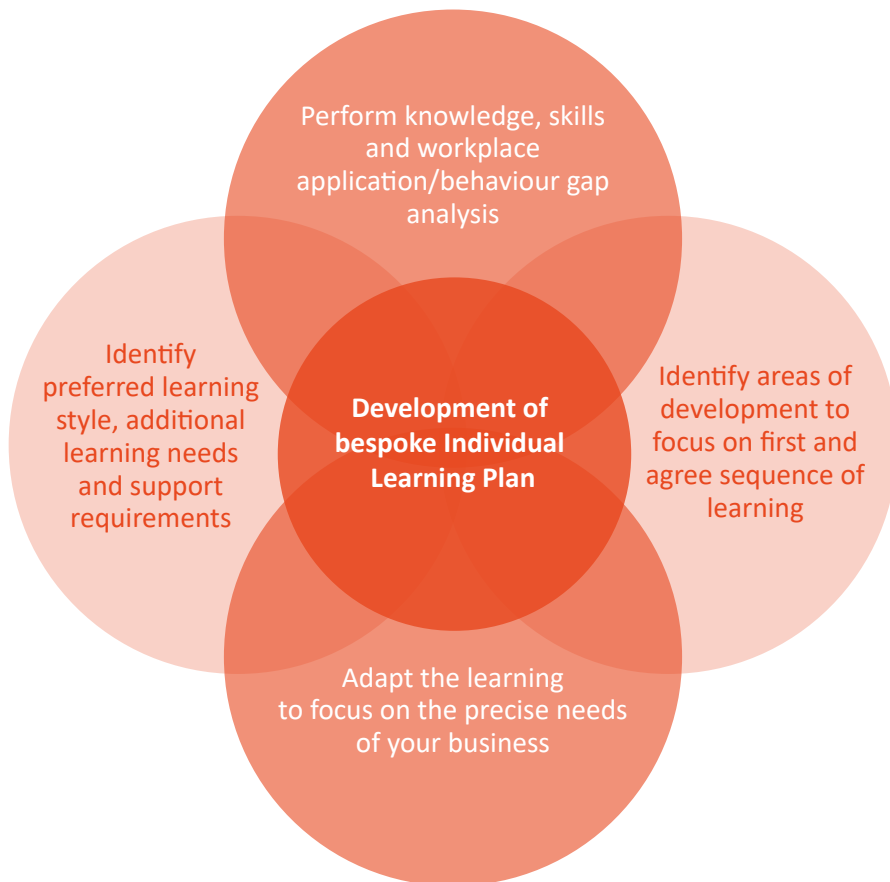 Perform knowledge, skills
and workplace
application/behaviour gap
analysis
Identify
preferred learning
style, additional
learning needs
and support
requirements
Development of
bespoke Individual
Learning Plan
Identify areas of
development to
focus on first and
agree sequence of
learning
Adapt the learning
to focus on the precise needs
of your business